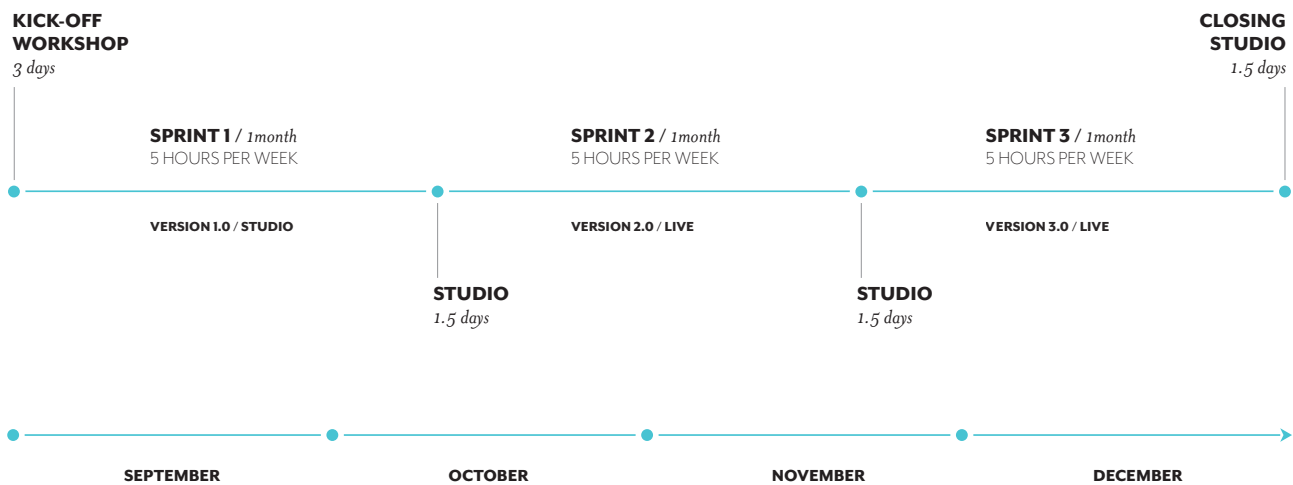 KICK-OFF
WORKSHOP
3 days
CLOSING
STUDIO
1.5 days
SPRINT 1 / 1month
5 HOURS PER WEEK
SPRINT 2 / 1month
5 HOURS PER WEEK
SPRINT 3 / 1month
5 HOURS PER WEEK
VERSION 1.0 / STUDIO
VERSION 2.0 / LIVE
VERSION 3.0 / LIVE
STUDIO
1.5 days
STUDIO
1.5 days
SEPTEMBER
OCTOBER
NOVEMBER
DECEMBER